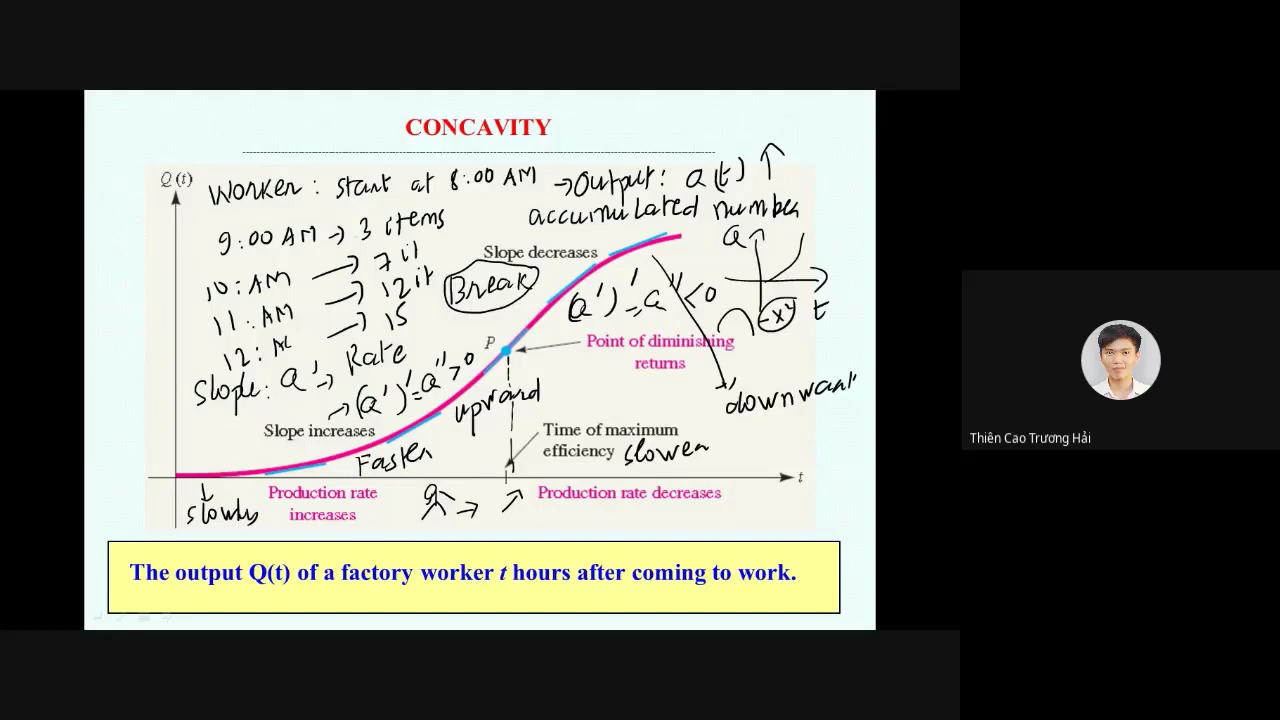 CONCAVITY
Q(t)
Worker: start at 8:00 AM → Output: Q(t) ↑
accumulated number
9:00 AM → 3 items
10: AM → 7 it
11: AM → 12 it
12: AM → 15
Slope decreases
Break
Q
t
-x²
(Q')' = Q'' < 0
P
Point of diminishing
returns
Slope: Q' → Rate
→ (Q')' = Q'' > 0
upward
downward
Slope increases
Faster
Time of maximum
efficiency slower
t
slowly
Production rate
increases
Production rate decreases
The output Q(t) of a factory worker t hours after coming to work.
Thiên Cao Trương Hải